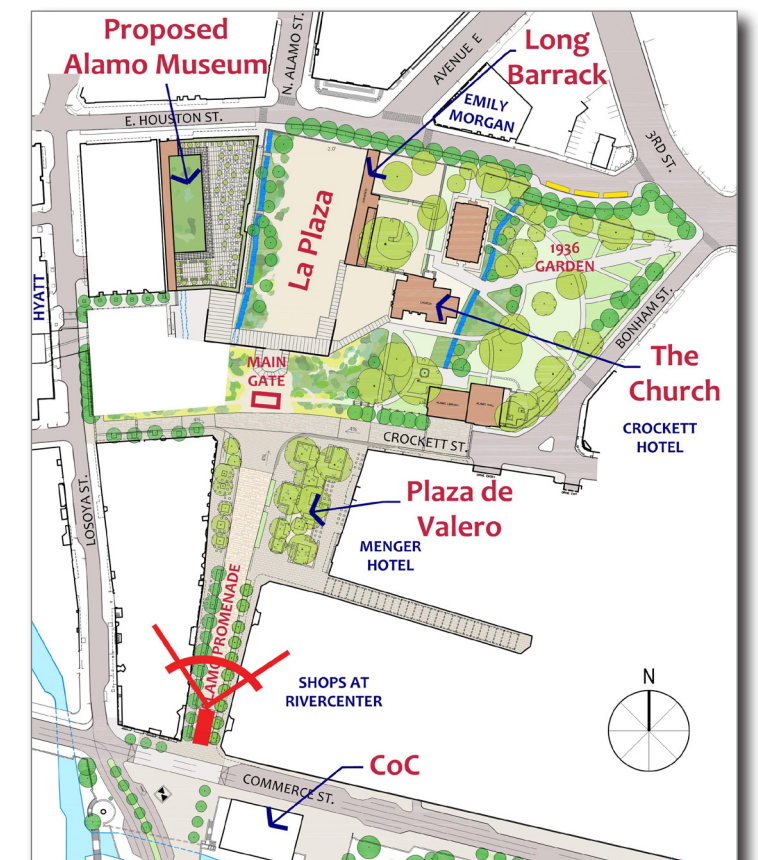 Proposed
Alamo Museum
N. ALAMO ST.
AVENUE E
Long
Barrack
EMILY
MORGAN
E. HOUSTON ST.
3RD ST.
La Plaza
1936
GARDEN
HYATT
CHURCH
BONHAM ST.
MAIN
GATE
The
Church
CROCKETT
HOTEL
CROCKETT ST.
LOSOYA ST.
Plaza de
Valero
MENGER
HOTEL
ALAMO PROMENADE
SHOPS AT
RIVERCENTER
N
CoC
COMMERCE ST.